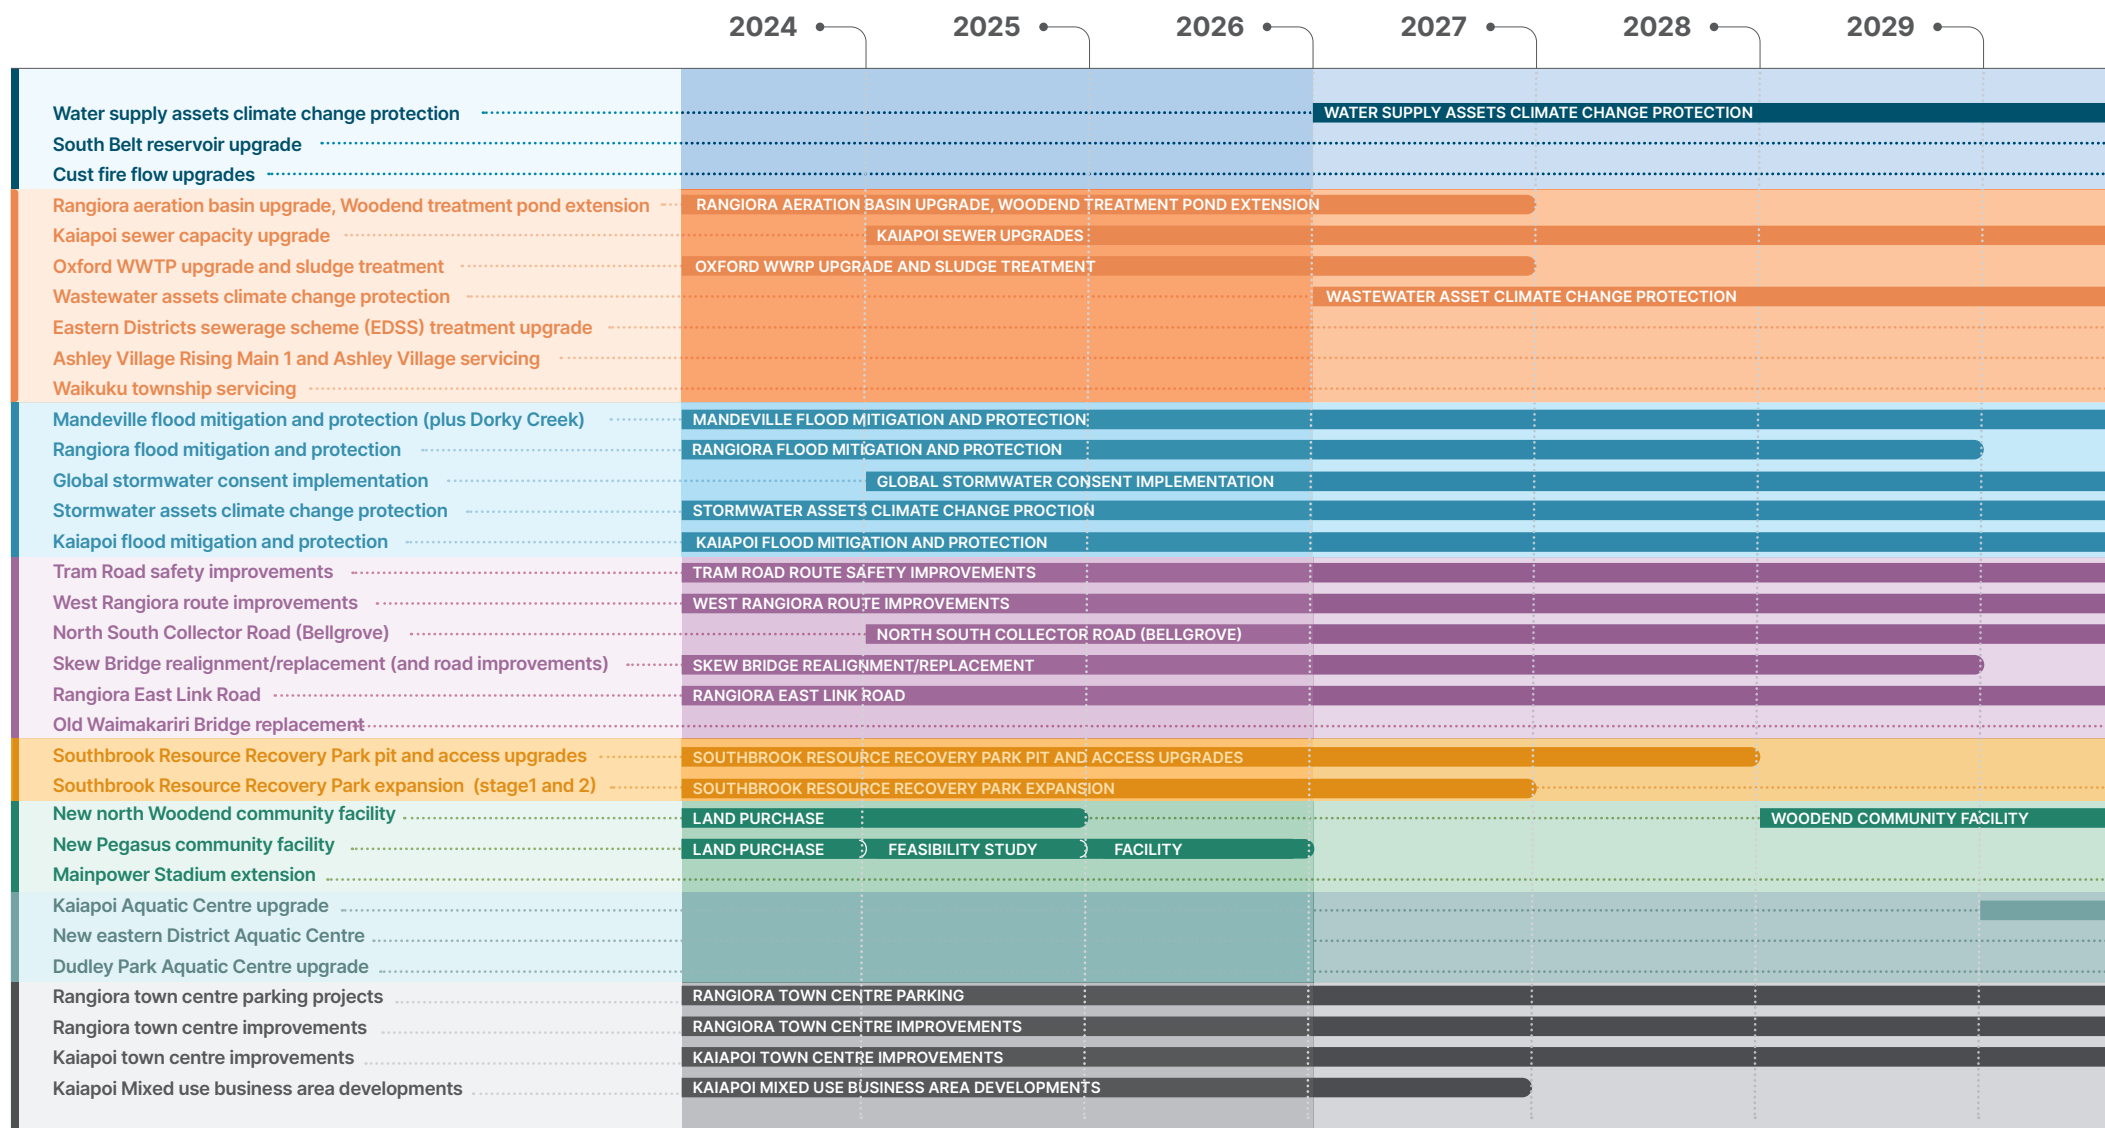 2024 2025 2026 2027 2028 2029
Water supply assets climate change protection WATER SUPPLY ASSETS CLIMATE CHANGE PROTECTION
South Belt reservoir upgrade
Cust fire flow upgrades
Rangiora aeration basin upgrade, Woodend treatment pond extension RANGIORA AERATION BASIN UPGRADE, WOODEND TREATMENT POND EXTENSION
Kaiapoi sewer capacity upgrade KAIAPOI SEWER UPGRADES
Oxford WWTP upgrade and sludge treatment OXFORD WWRP UPGRADE AND SLUDGE TREATMENT
Wastewater assets climate change protection WASTEWATER ASSET CLIMATE CHANGE PROTECTION
Eastern Districts sewerage scheme (EDSS) treatment upgrade
Ashley Village Rising Main 1 and Ashley Village servicing
Waikuku township servicing
Mandeville flood mitigation and protection (plus Dorky Creek) MANDEVILLE FLOOD MITIGATION AND PROTECTION
Rangiora flood mitigation and protection RANGIORA FLOOD MITIGATION AND PROTECTION
Global stormwater consent implementation GLOBAL STORMWATER CONSENT IMPLEMENTATION
Stormwater assets climate change protection STORMWATER ASSETS CLIMATE CHANGE PROCTION
Kaiapoi flood mitigation and protection KAIAPOI FLOOD MITIGATION AND PROTECTION
Tram Road safety improvements TRAM ROAD ROUTE SAFETY IMPROVEMENTS
West Rangiora route improvements WEST RANGIORA ROUTE IMPROVEMENTS
North South Collector Road (Bellgrove) NORTH SOUTH COLLECTOR ROAD (BELLGROVE)
Skew Bridge realignment/replacement (and road improvements) SKEW BRIDGE REALIGNMENT/REPLACEMENT
Rangiora East Link Road RANGIORA EAST LINK ROAD
Old Waimakariri Bridge replacement
Southbrook Resource Recovery Park pit and access upgrades SOUTHBROOK RESOURCE RECOVERY PARK PIT AND ACCESS UPGRADES
Southbrook Resource Recovery Park expansion (stage1 and 2) SOUTHBROOK RESOURCE RECOVERY PARK EXPANSION
New north Woodend community facility LAND PURCHASE WOODEND COMMUNITY FACILITY
New Pegasus community facility LAND PURCHASE FEASIBILITY STUDY FACILITY
Mainpower Stadium extension
Kaiapoi Aquatic Centre upgrade
New eastern District Aquatic Centre
Dudley Park Aquatic Centre upgrade
Rangiora town centre parking projects RANGIORA TOWN CENTRE PARKING
Rangiora town centre improvements RANGIORA TOWN CENTRE IMPROVEMENTS
Kaiapoi town centre improvements KAIAPOI TOWN CENTRE IMPROVEMENTS
Kaiapoi Mixed use business area developments KAIAPOI MIXED USE BUSINESS AREA DEVELOPMENTS